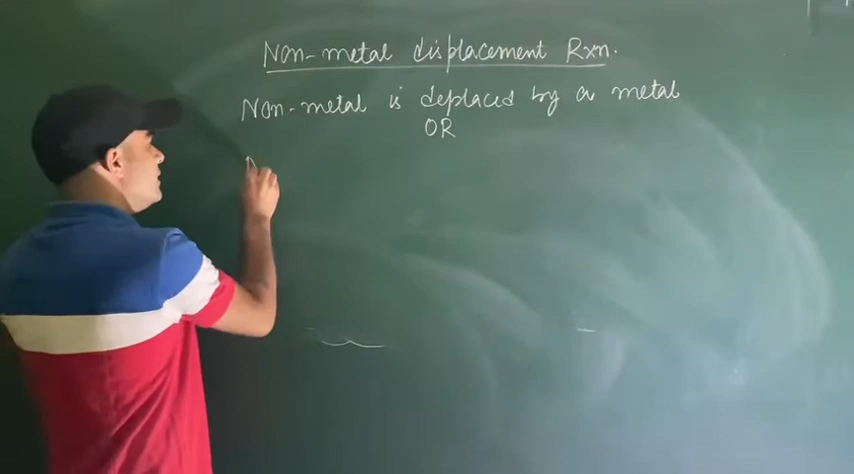 Non-metal displacement Rxn.
Non-metal is deplaced by a metal
OR